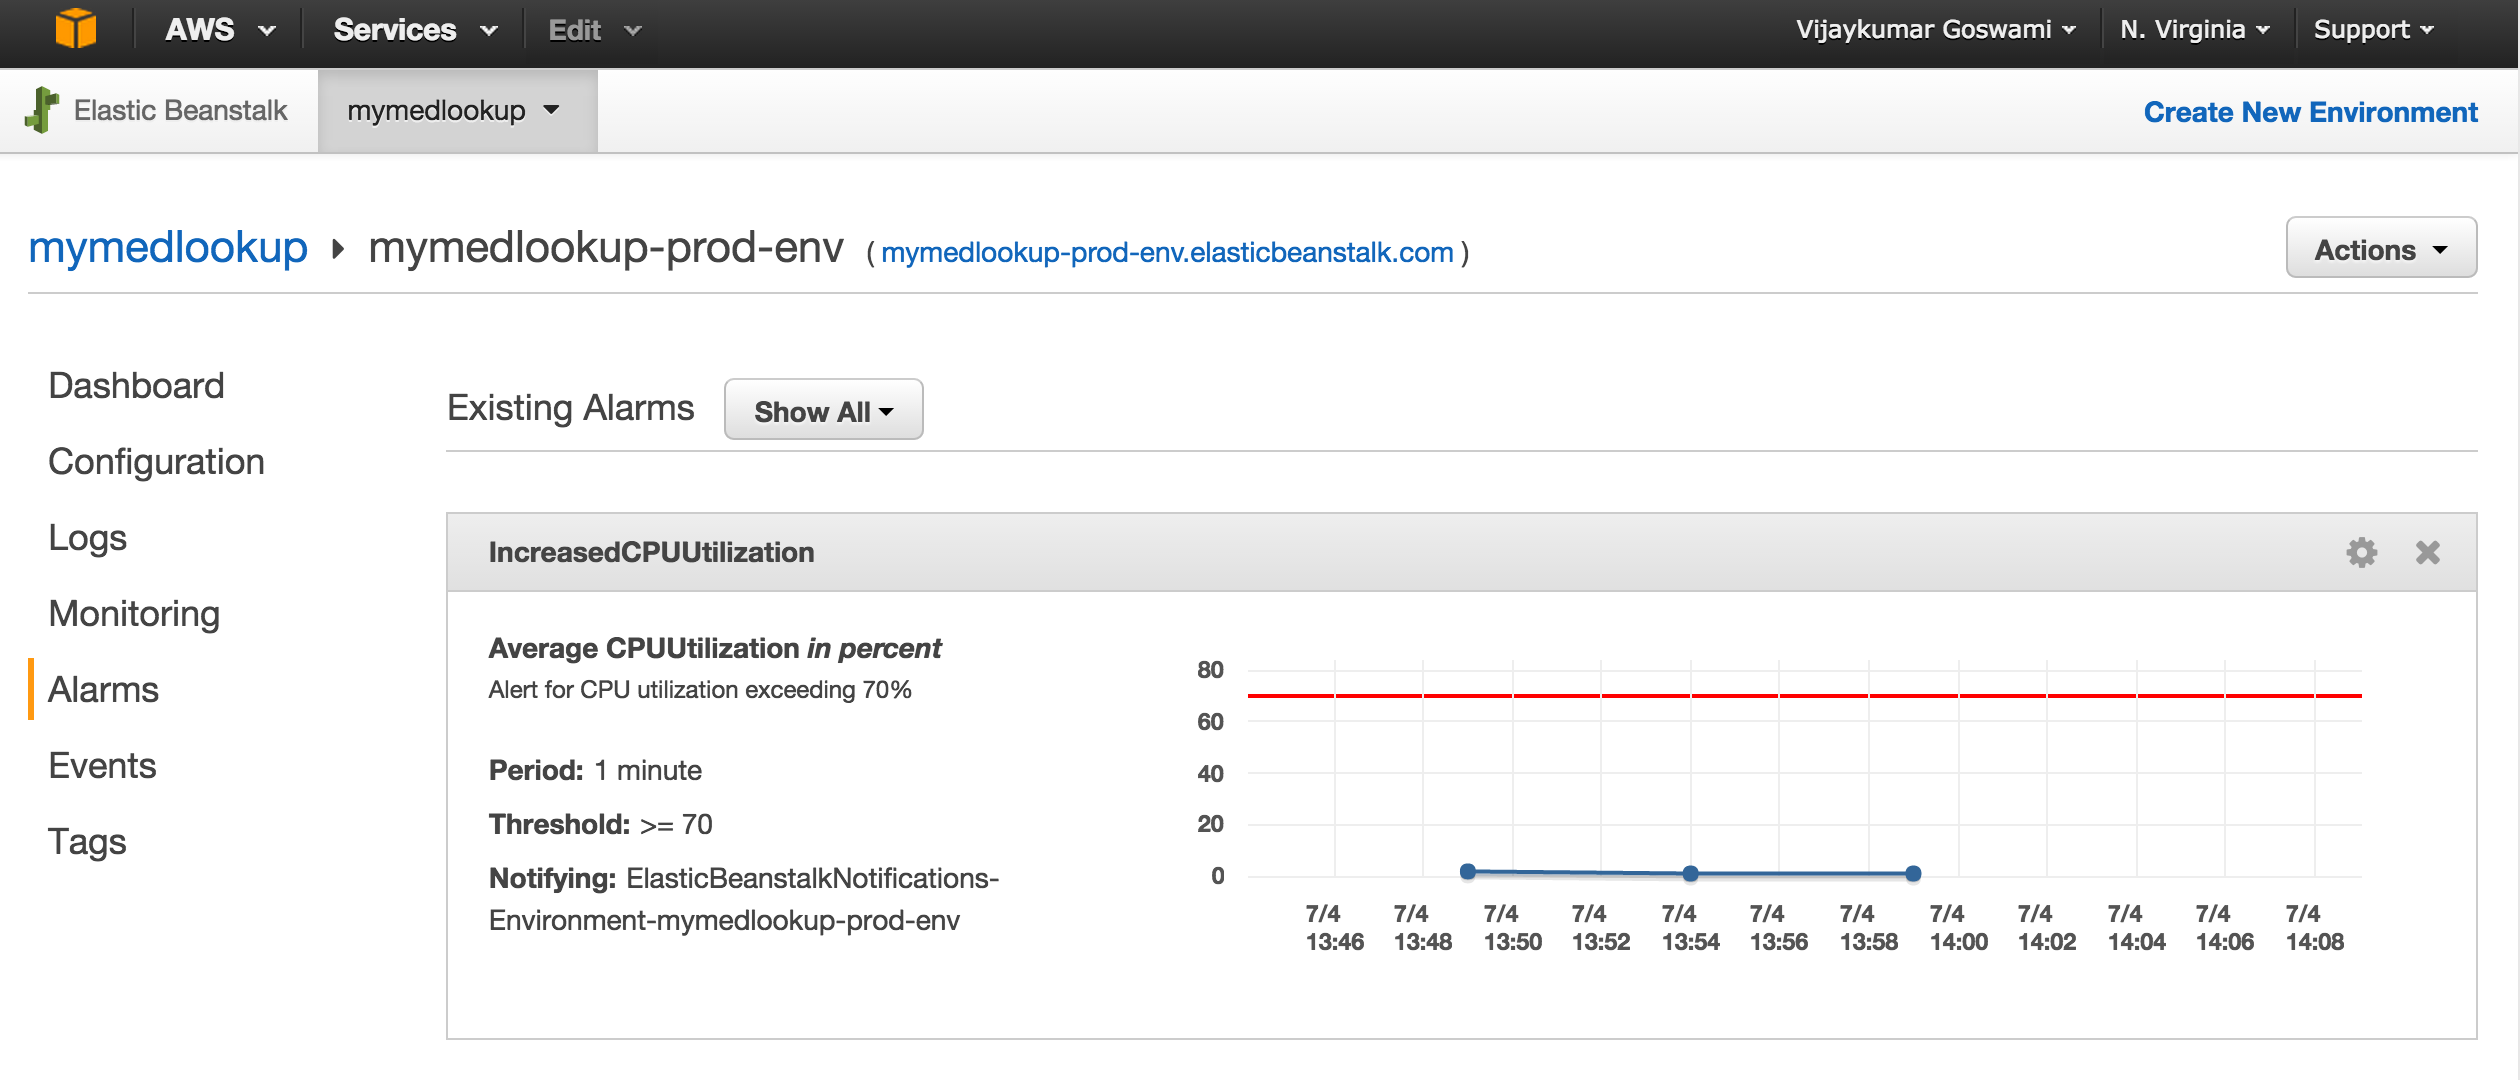 AWS Services Edit Vijaykumar Goswami N. Virginia Support
Elastic Beanstalk mymedlookup Create New Environment
mymedlookup mymedlookup-prod-env ( mymedlookup-prod-env.elasticbeanstalk.com ) Actions
Dashboard
Configuration
Logs
Monitoring
Alarms
Events
Tags
Existing Alarms Show All
IncreasedCPUUtilization
Average CPUUtilization in percent
Alert for CPU utilization exceeding 70%
Period: 1 minute
Threshold: >= 70
Notifying: ElasticBeanstalkNotifications-
Environment-mymedlookup-prod-env
80
60
40
20
0
7/4 7/4 7/4 7/4 7/4 7/4 7/4 7/4 7/4 7/4 7/4 7/4
13:46 13:48 13:50 13:52 13:54 13:56 13:58 14:00 14:02 14:04 14:06 14:08